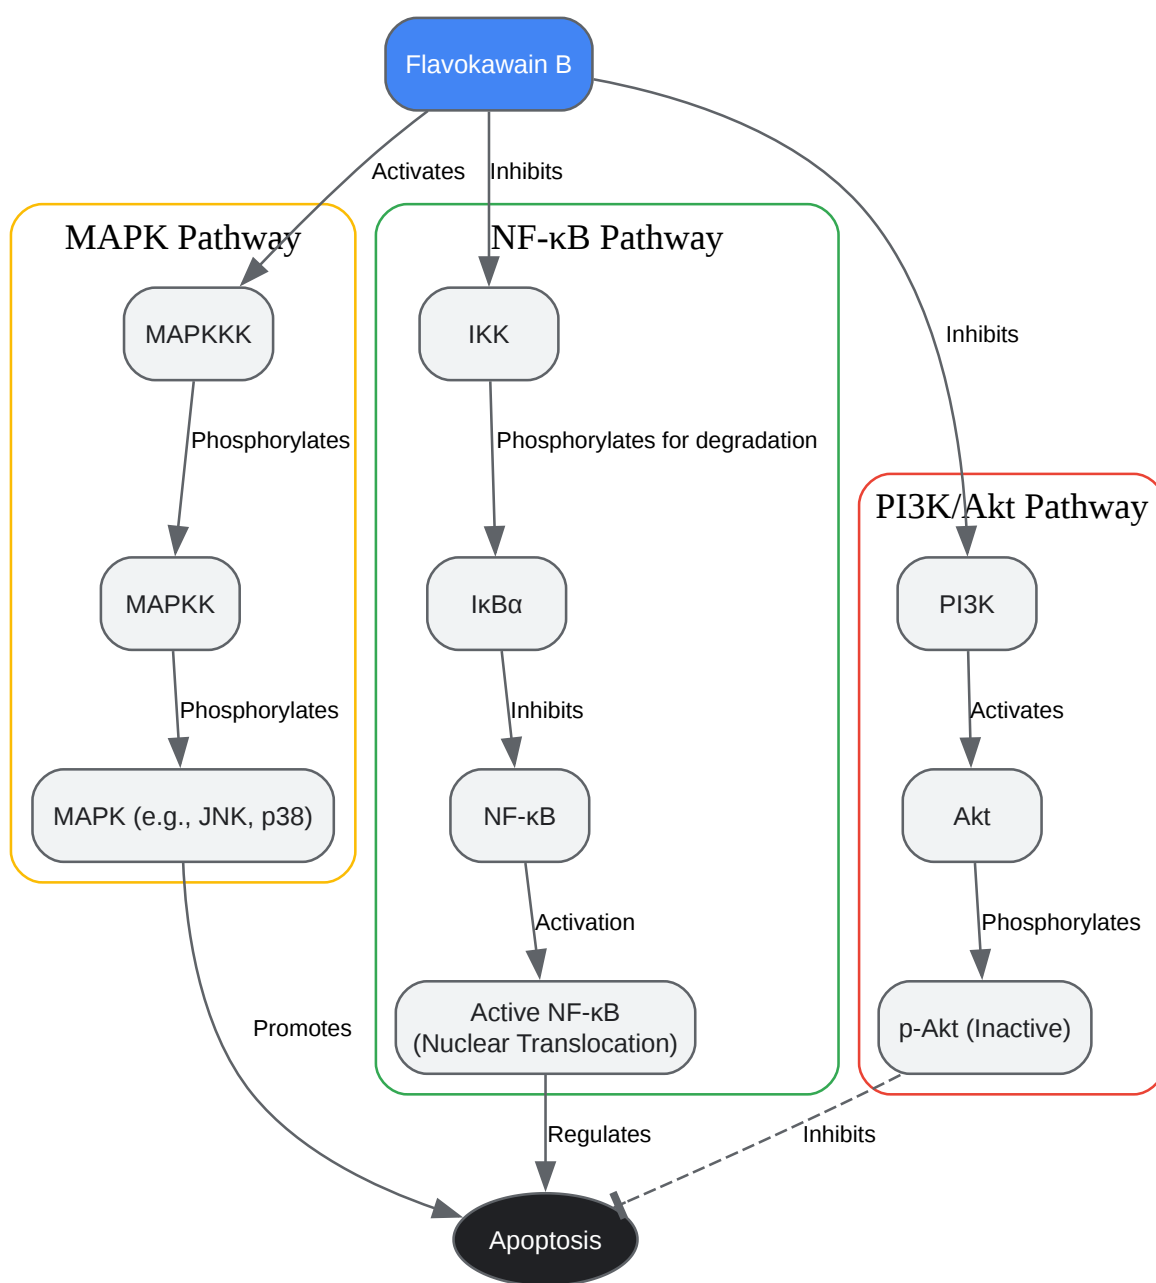 Flavokawain B
Activates
Inhibits
MAPK Pathway
NF-κB Pathway
MAPKKK
IKK
Inhibits
Phosphorylates
Phosphorylates for degradation
PI3K/Akt Pathway
MAPKK
IκBα
PI3K
Phosphorylates
Inhibits
Activates
MAPK (e.g., JNK, p38)
NF-κB
Akt
Activation
Phosphorylates
Promotes
Active NF-κB
(Nuclear Translocation)
p-Akt (Inactive)
Regulates
Inhibits
Apoptosis